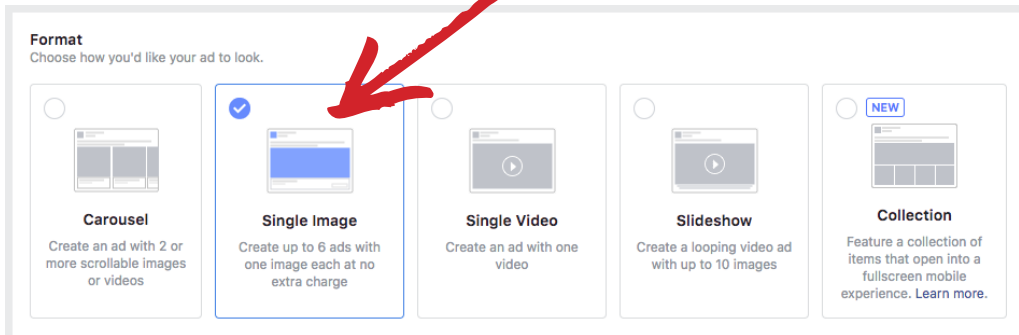 Format
Choose how you'd like your ad to look.
Carousel
Create an ad with 2 or
more scrollable images
or videos
Single Image
Create up to 6 ads with
one image each at no
extra charge
Single Video
Create an ad with one
video
Slideshow
Create a looping video ad
with up to 10 images
NEW
Collection
Feature a collection of
items that open into a
fullscreen mobile
experience. Learn more.